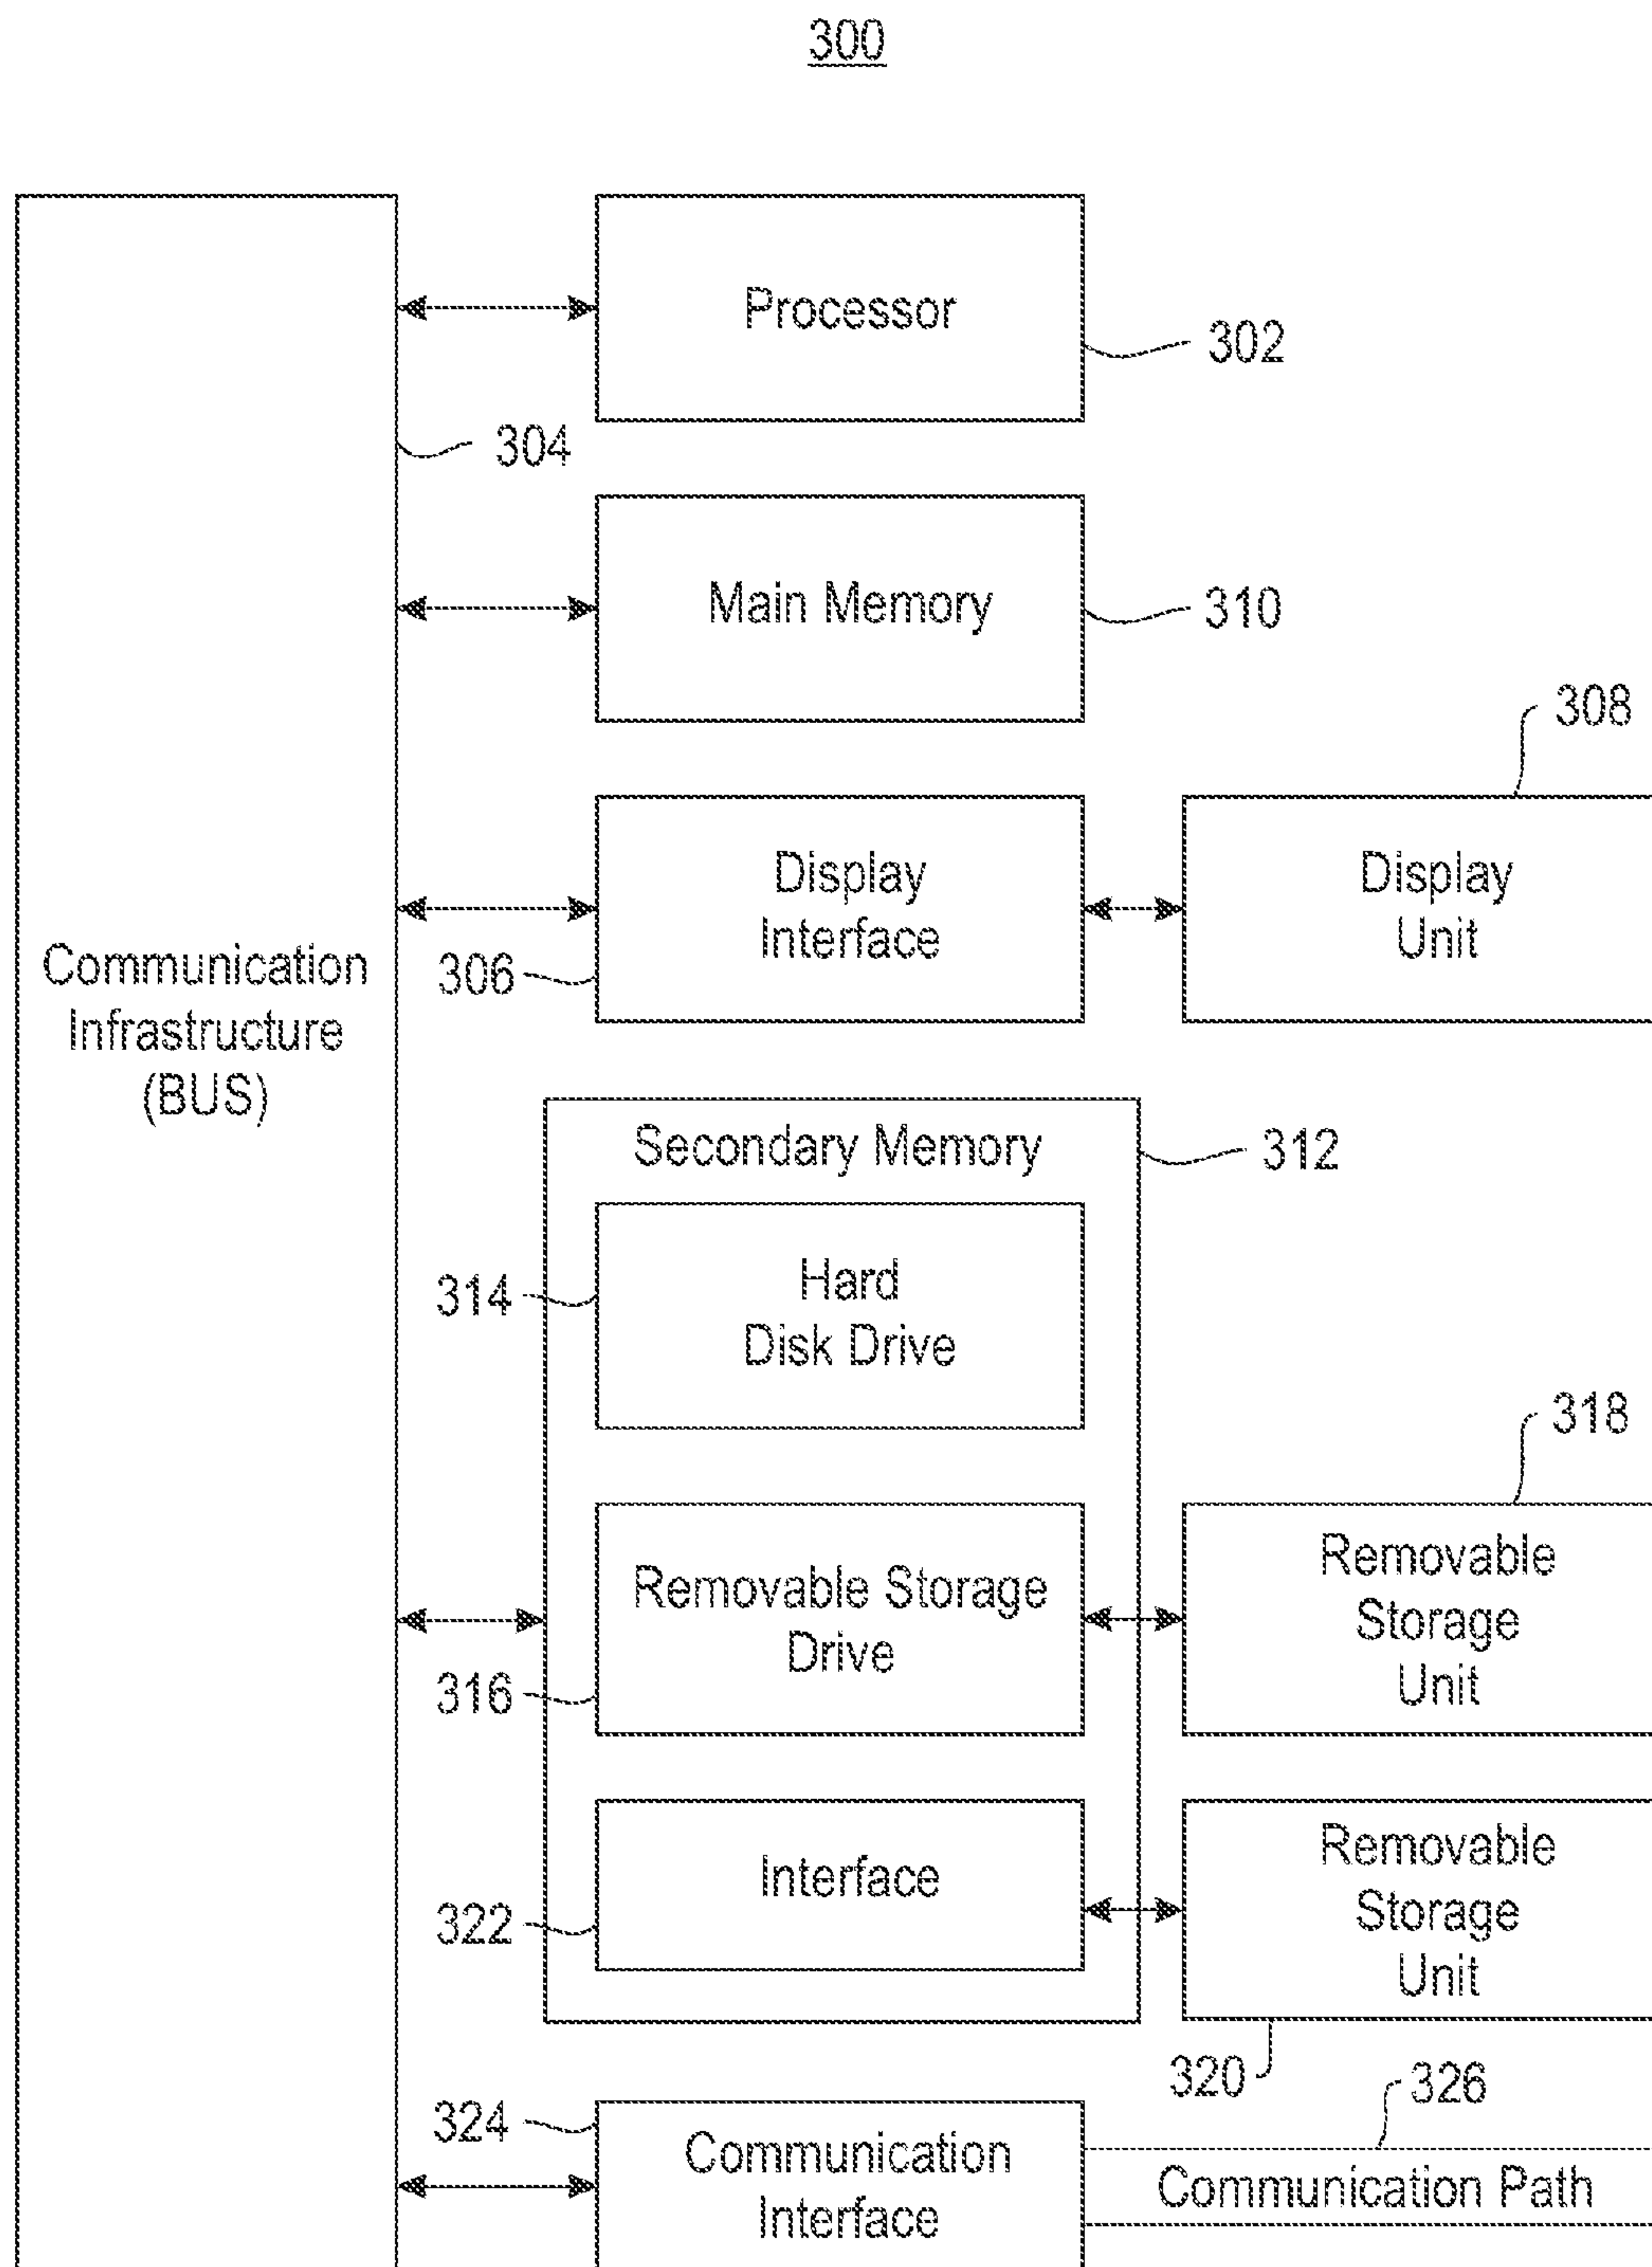 300
Processor
302
304
Main Memory
310
308
Display
Interface
306
Display
Unit
Communication
Infrastructure
(BUS)
Secondary Memory
312
Hard
Disk Drive
314
318
Removable Storage
Drive
316
Removable
Storage
Unit
Interface
322
Removable
Storage
Unit
320
326
324
Communication
Interface
Communication Path